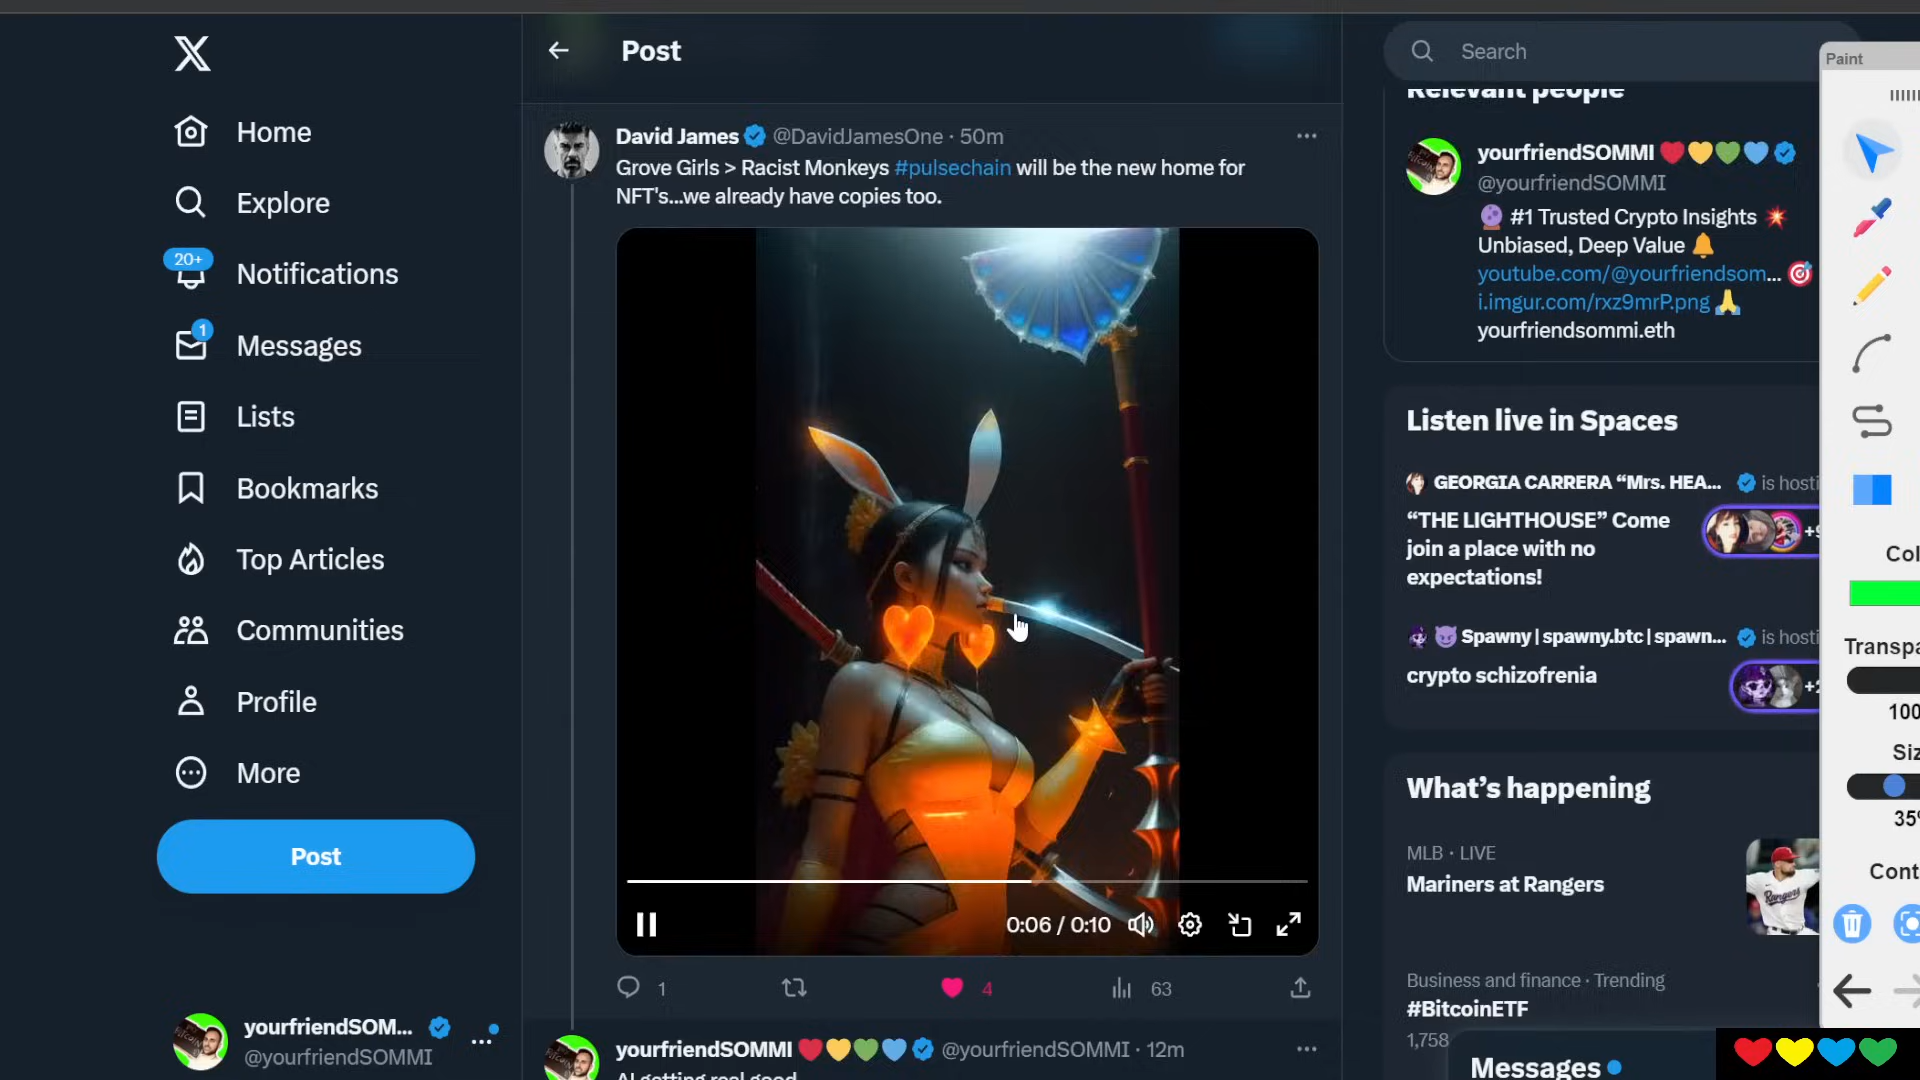 Post
Search
Paint
Home
Explore
20+
Notifications
1
Messages
Lists
Bookmarks
Top Articles
Communities
Profile
More
Post
yourfriendSOM...
@yourfriendSOMMI
David James @DavidJamesOne · 50m
Grove Girls > Racist Monkeys #pulsechain will be the new home for
NFT's...we already have copies too.
0:06 / 0:10
1
4
63
yourfriendSOMMI @yourfriendSOMMI · 12m
AI getting real good
Relevant people
yourfriendSOMMI
@yourfriendSOMMI
#1 Trusted Crypto Insights
Unbiased, Deep Value
youtube.com/@yourfriendsom...
i.imgur.com/rxz9mrP.png
yourfriendsommi.eth
Listen live in Spaces
GEORGIA CARRERA “Mrs. HEA... is hosti
“THE LIGHTHOUSE” Come
join a place with no
expectations!
Spawny | spawny.btc | spawn... is hosti
crypto schizofrenia
What’s happening
MLB · LIVE
Mariners at Rangers
Rangers
Business and finance · Trending
#BitcoinETF
1,758
Messages
Col
Transpa
100
Siz
35%
Cont